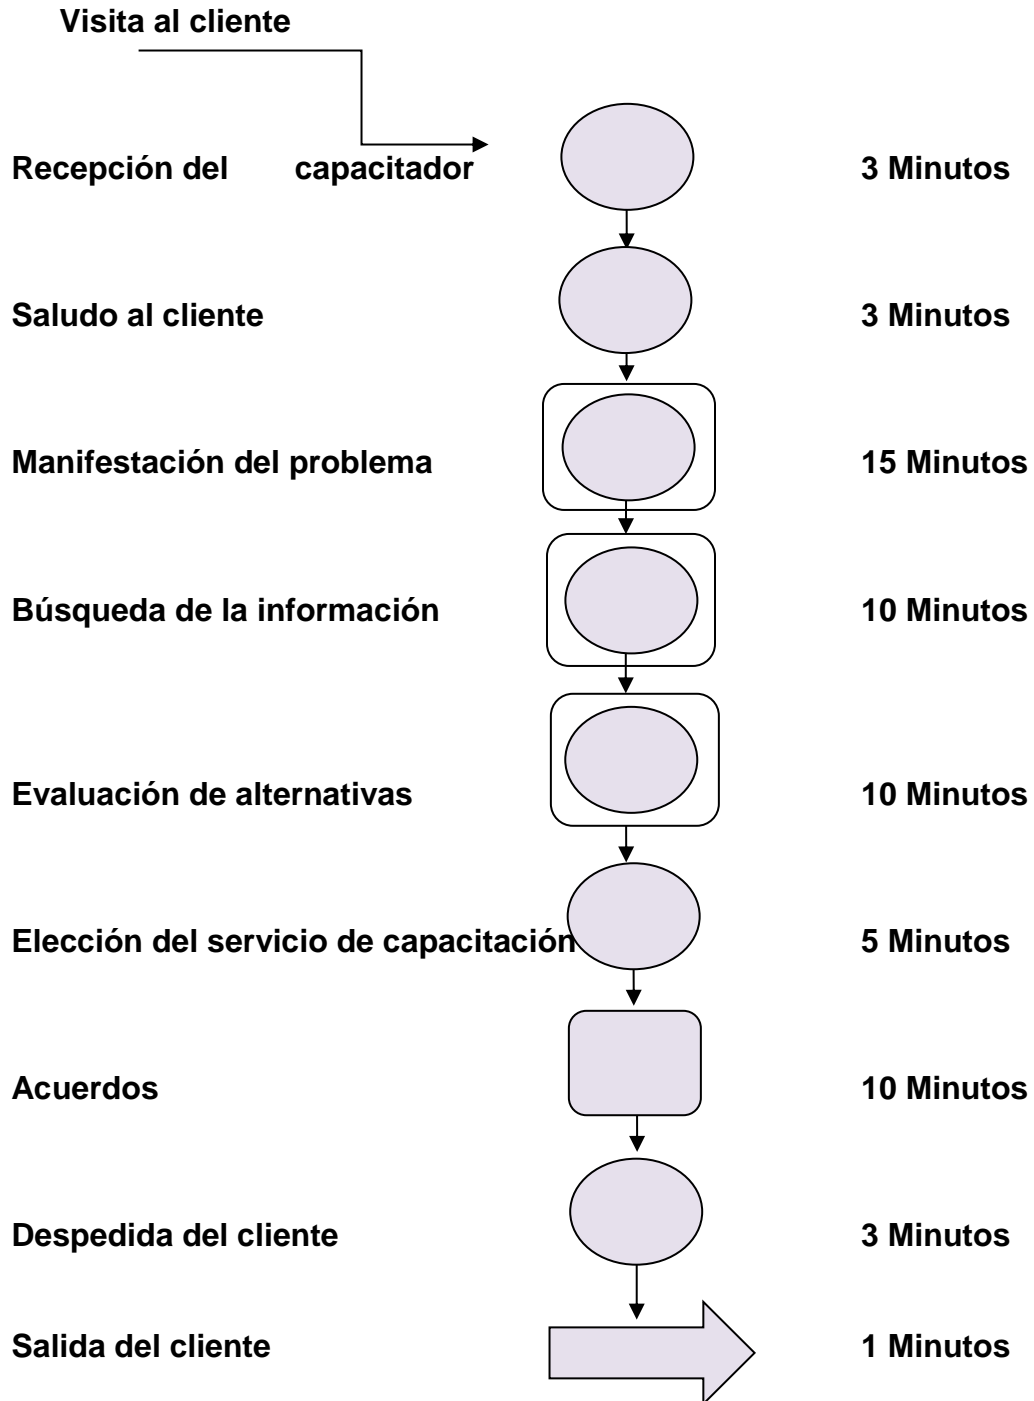 Visita al cliente
Recepción del capacitador 3 Minutos
Saludo al cliente 3 Minutos
Manifestación del problema 15 Minutos
Búsqueda de la información 10 Minutos
Evaluación de alternativas 10 Minutos
Elección del servicio de capacitación 5 Minutos
Acuerdos 10 Minutos
Despedida del cliente 3 Minutos
Salida del cliente 1 Minutos